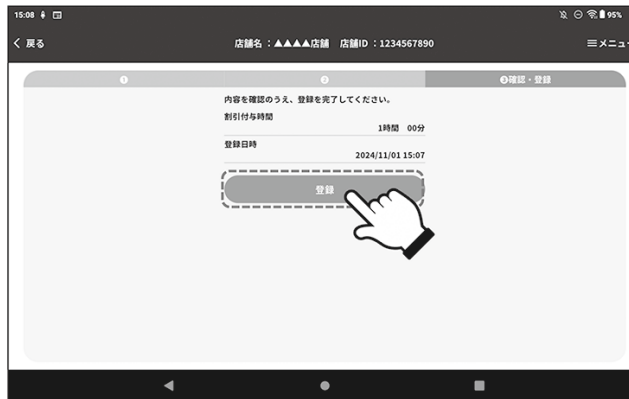 15:08 95%
戻る 店舗名：▲▲▲▲店舗 店舗ID：1234567890 メニュー
❶ ❷ ❸確認・登録
内容を確認のうえ、登録を完了してください。
割引付与時間
1時間 00分
登録日時
2024/11/01 15:07
登録